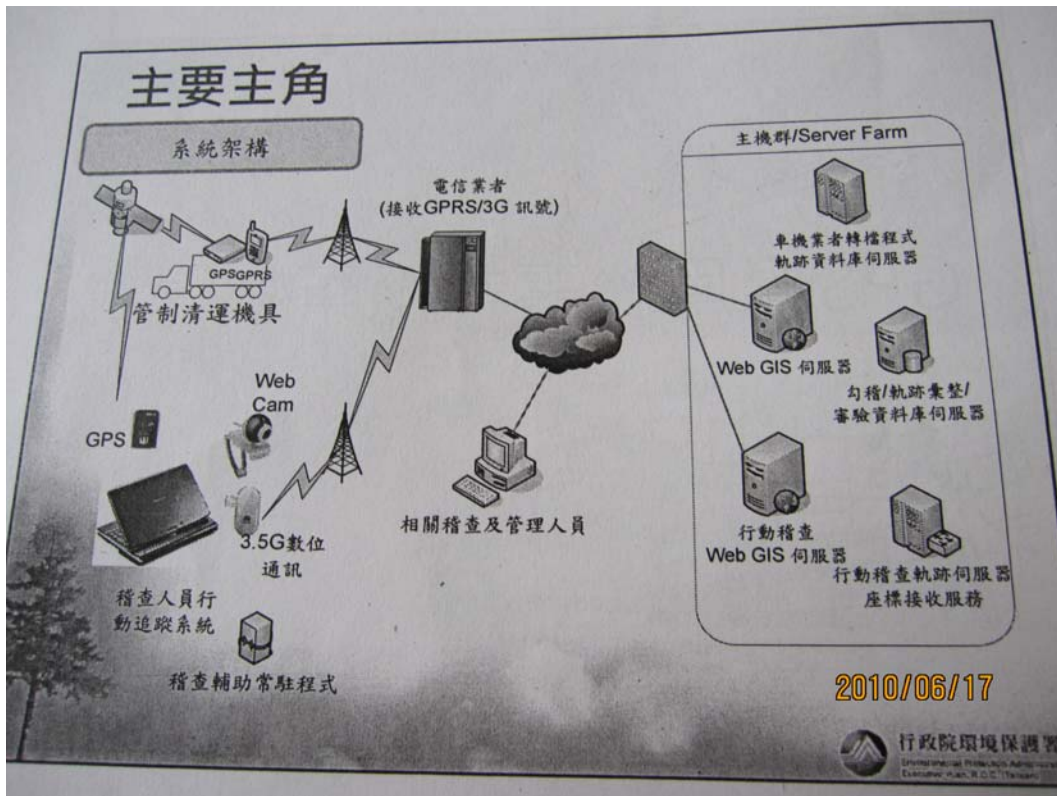 主要主角
系統架構
電信業者
(接收GPRS/3G 訊號)
主機群/Server Farm
GPSGPRS
管制清運機具
車機業者轉檔程式
軌跡資料庫伺服器
Web GIS 伺服器
勾稽/軌跡彙整/
審驗資料庫伺服器
Web
Cam
GPS
3.5G數位
通訊
相關稽查及管理人員
行動稽查
Web GIS 伺服器
行動稽查軌跡伺服器
座標接收服務
稽查人員行
動追蹤系統
稽查輔助常駐程式
2010/06/17
行政院環境保護署
Environmental Protection Administration
Executive Yuan, R.O.C. (Taiwan)